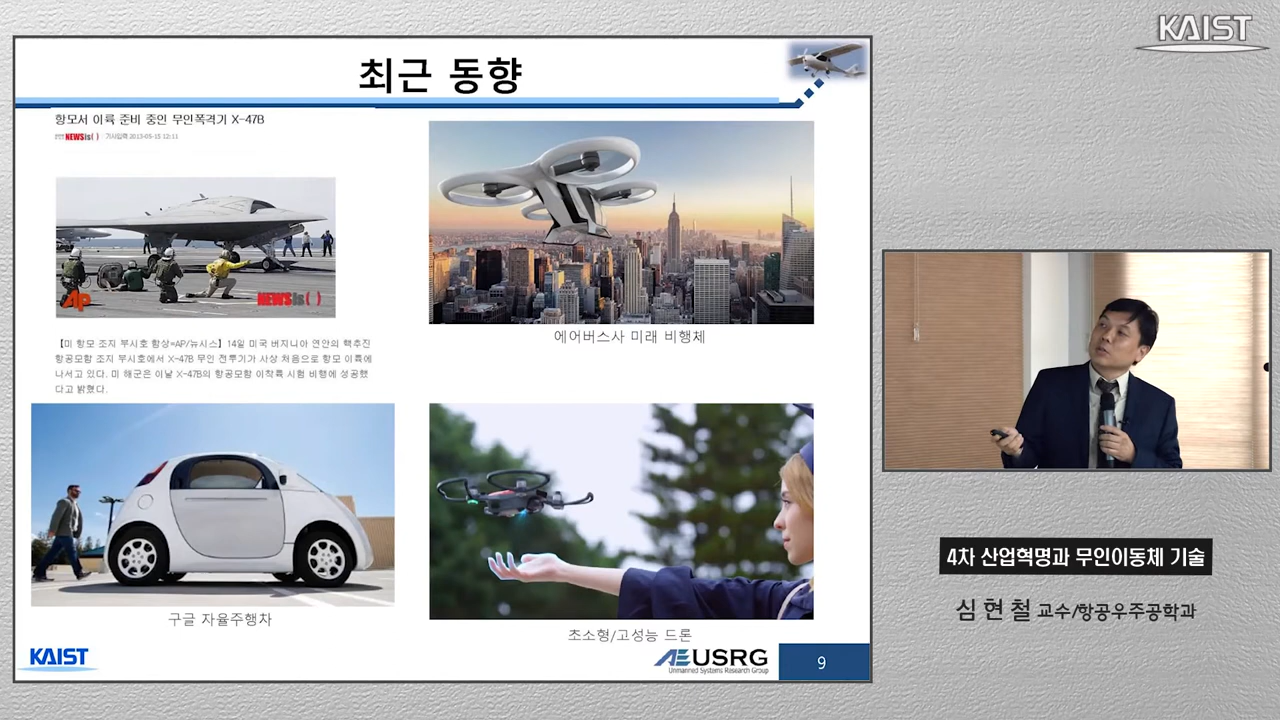 KAIST
최근 동향
항모서 이륙 준비 중인 무인폭격기 X-47B
NEWSis( ) 기사입력 2013-05-15 12:11
AP
NEWSis( )
【미 항모 조지 부시호 함상=AP/뉴시스】14일 미국 버지니아 연안의 핵추진
항공모함 조지 부시호에서 X-47B 무인 전투기가 사상 처음으로 항모 이륙에
나서고 있다. 미 해군은 이날 X-47B의 항공모함 이착륙 시험 비행에 성공했
다고 밝혔다.
에어버스사 미래 비행체
구글 자율주행차
초소형/고성능 드론
KAIST
USRG
Unmanned Systems Research Group
9
4차 산업혁명과 무인이동체 기술
심현철 교수/항공우주공학과